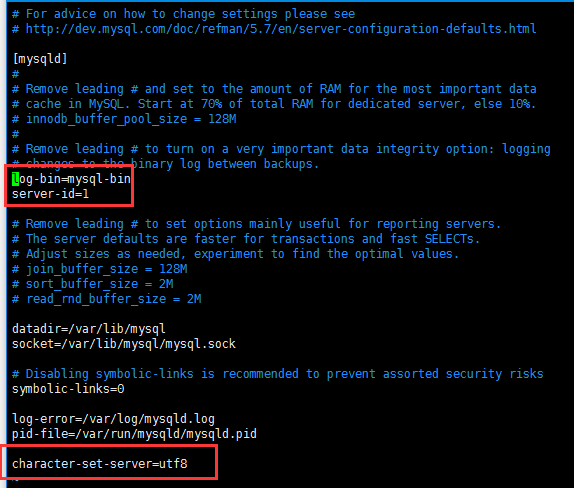 # For advice on how to change settings please see
# http://dev.mysql.com/doc/refman/5.7/en/server-configuration-defaults.html
[mysqld]
#
# Remove leading # and set to the amount of RAM for the most important data
# cache in MySQL. Start at 70% of total RAM for dedicated server, else 10%.
# innodb_buffer_pool_size = 128M
#
# Remove leading # to turn on a very important data integrity option: logging
# changes to the binary log between backups.
log-bin=mysql-bin
server-id=1
# Remove leading # to set options mainly useful for reporting servers.
# The server defaults are faster for transactions and fast SELECTs.
# Adjust sizes as needed, experiment to find the optimal values.
# join_buffer_size = 128M
# sort_buffer_size = 2M
# read_rnd_buffer_size = 2M
datadir=/var/lib/mysql
socket=/var/lib/mysql/mysql.sock
# Disabling symbolic-links is recommended to prevent assorted security risks
symbolic-links=0
log-error=/var/log/mysqld.log
pid-file=/var/run/mysqld/mysqld.pid
character-set-server=utf8